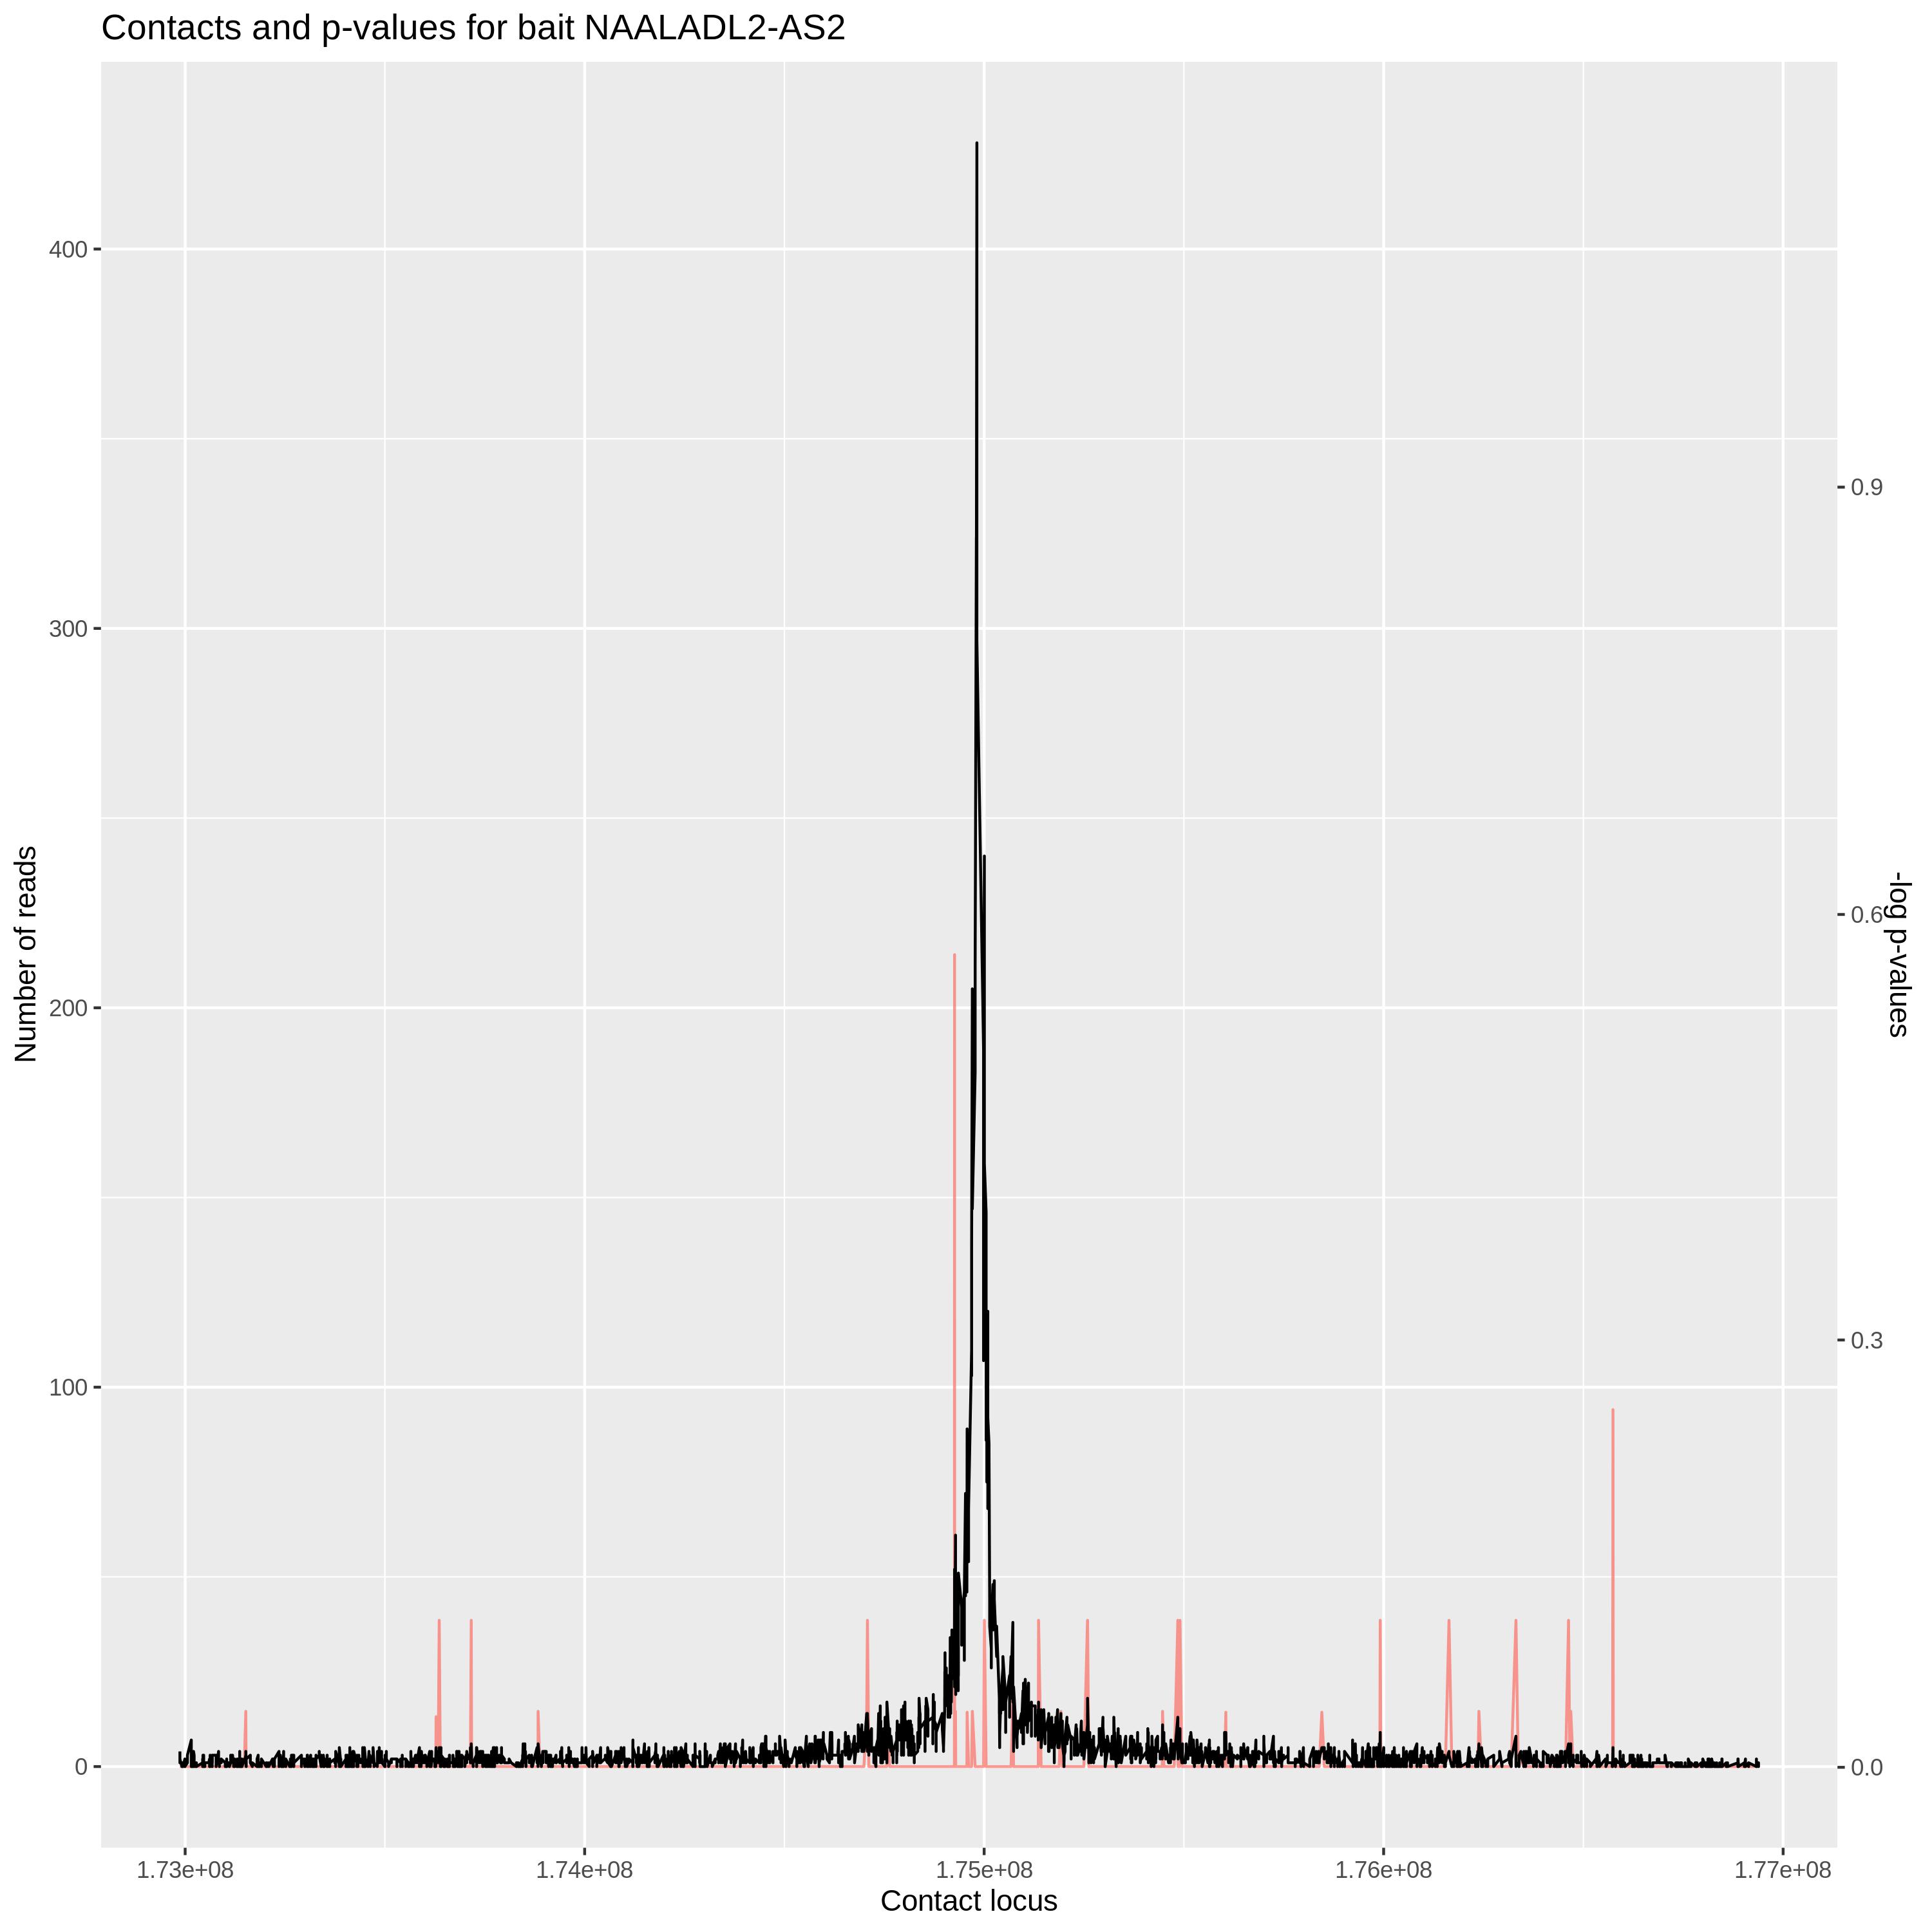 Contacts and p-values for bait NAALADL2-AS2
400
300
200
100
0
Number of reads
0.9
0.6
0.3
0.0
-log p-values
1.73e+08
1.74e+08
1.75e+08
1.76e+08
1.77e+08
Contact locus